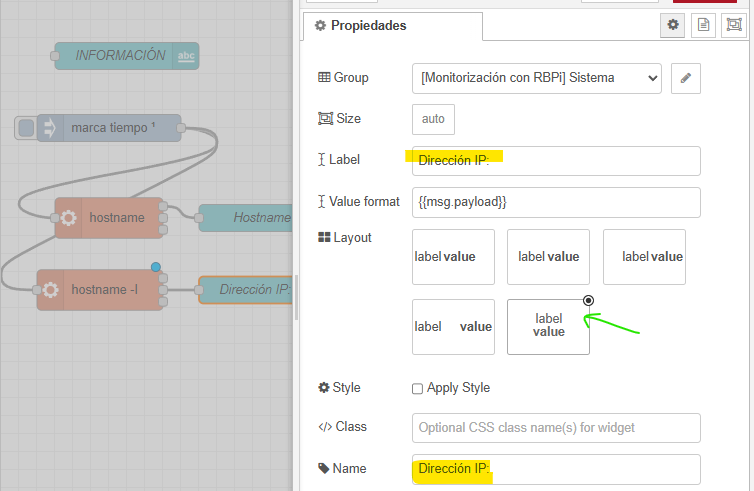 INFORMACIÓN
abc
marca tiempo ¹
hostname
Hostname
hostname -I
Dirección IP:
Propiedades
Group
[Monitorización con RBPi] Sistema
Size
auto
Label
Dirección IP:
Value format
{{msg.payload}}
Layout
label value
label value
label value
label value
label
value
Style
Apply Style
</> Class
Optional CSS class name(s) for widget
Name
Dirección IP: